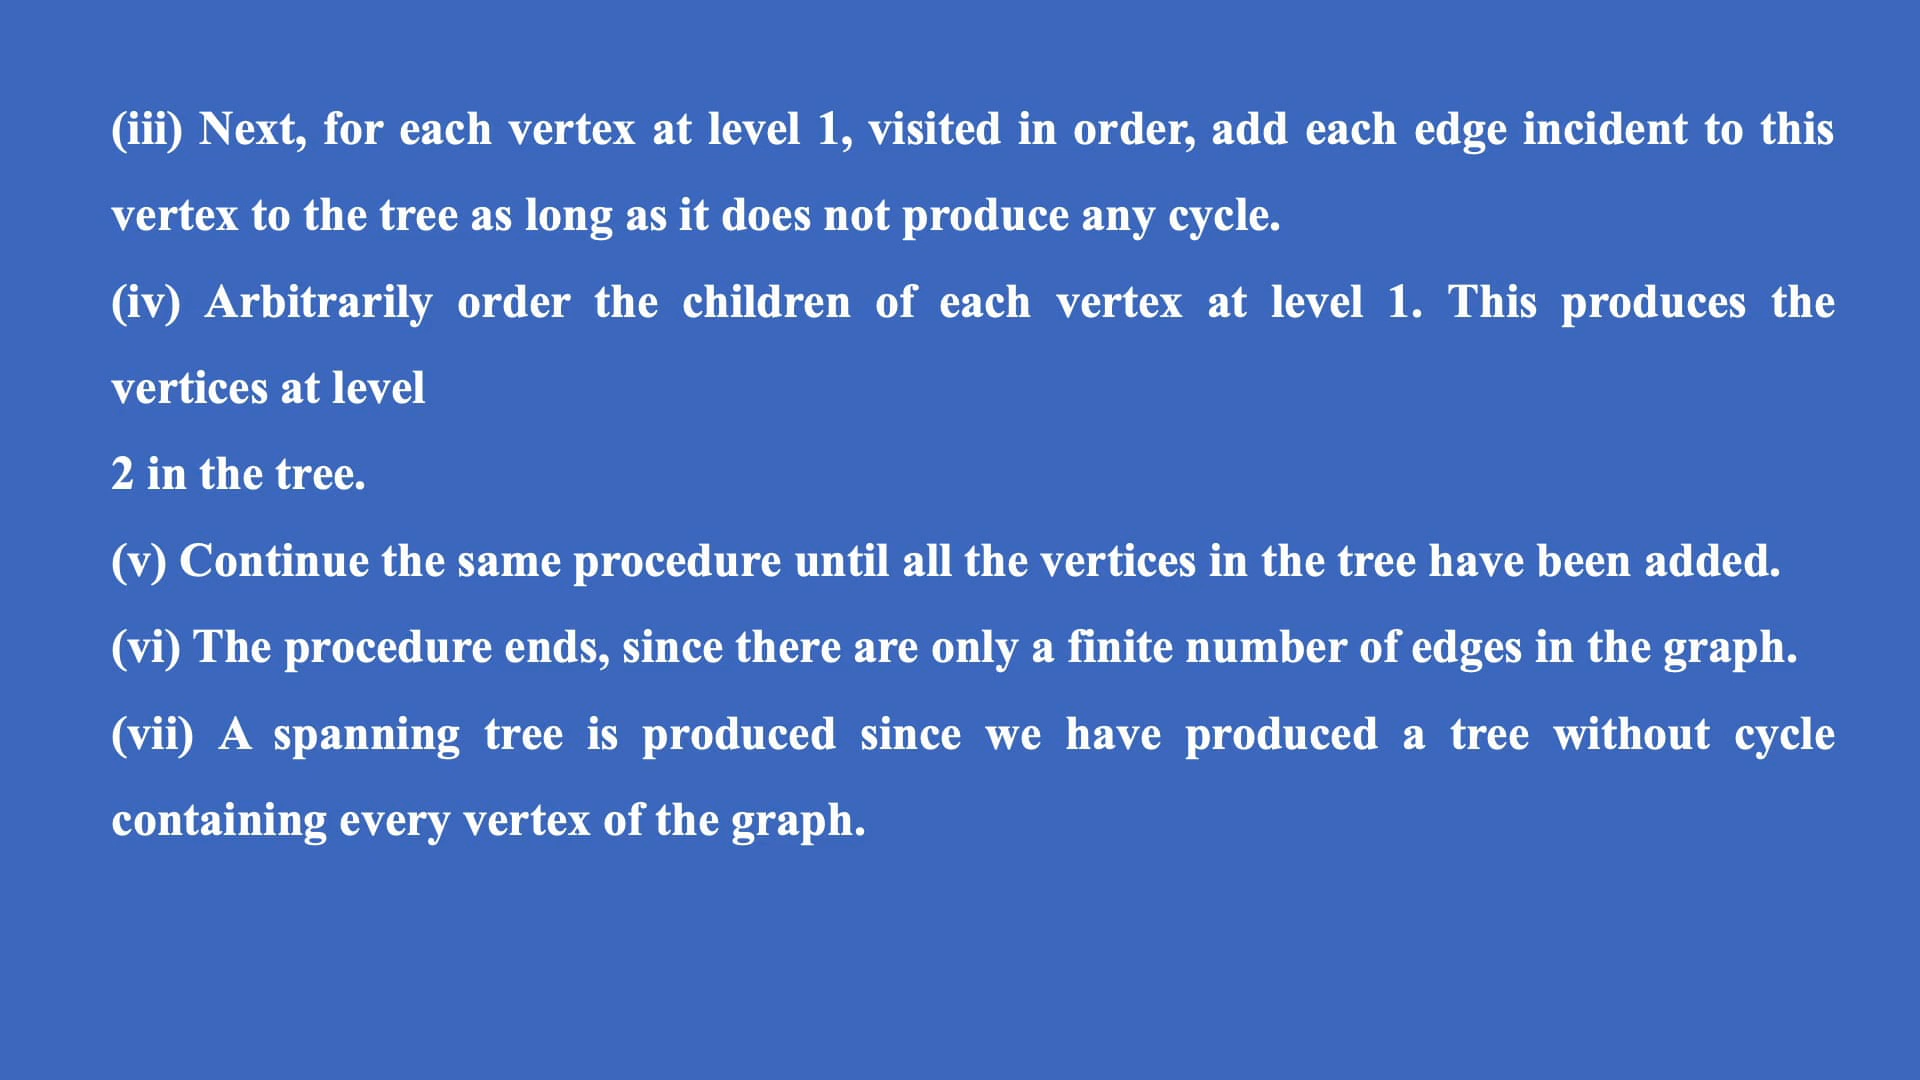 (iii) Next, for each vertex at level 1, visited in order, add each edge incident to this
vertex to the tree as long as it does not produce any cycle.
(iv) Arbitrarily order the children of each vertex at level 1. This produces the
vertices at level
2 in the tree.
(v) Continue the same procedure until all the vertices in the tree have been added.
(vi) The procedure ends, since there are only a finite number of edges in the graph.
(vii) A spanning tree is produced since we have produced a tree without cycle
containing every vertex of the graph.